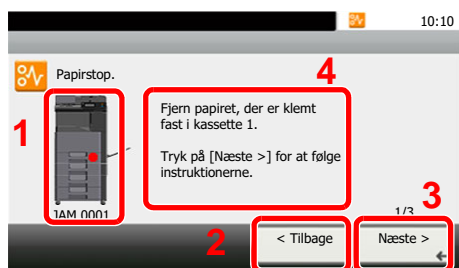 10:10
Papirstop.
4
1
Fjern papiret, der er klemt
fast i kassette 1.
Tryk på [Næste >] for at følge
instruktionerne.
JAM 0001
1/3
3
2
< Tilbage
Næste >